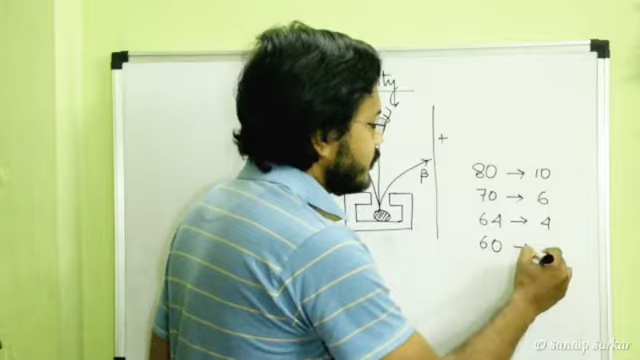 +
β
80 → 10
70 → 6
64 → 4
60 →
© Sandip Sarkar